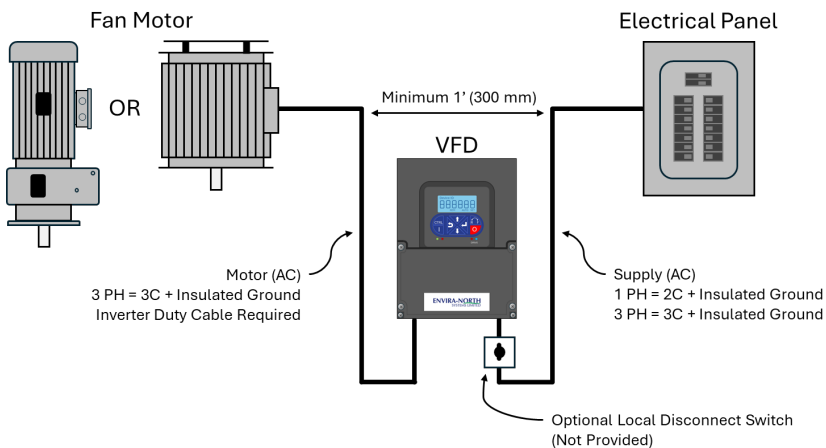 Fan Motor
Electrical Panel
OR
Minimum 1’ (300 mm)
VFD
Motor (AC)
3 PH = 3C + Insulated Ground
Inverter Duty Cable Required
ENVIRA-NORTH
Supply (AC)
1 PH = 2C + Insulated Ground
3 PH = 3C + Insulated Ground
Optional Local Disconnect Switch
(Not Provided)